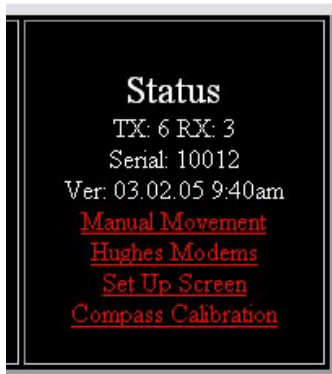 Status
TX: 6 RX: 3
Serial: 10012
Ver: 03.02.05 9:40am
Manual Movement
Hughes Modems
Set Up Screen
Compass Calibration